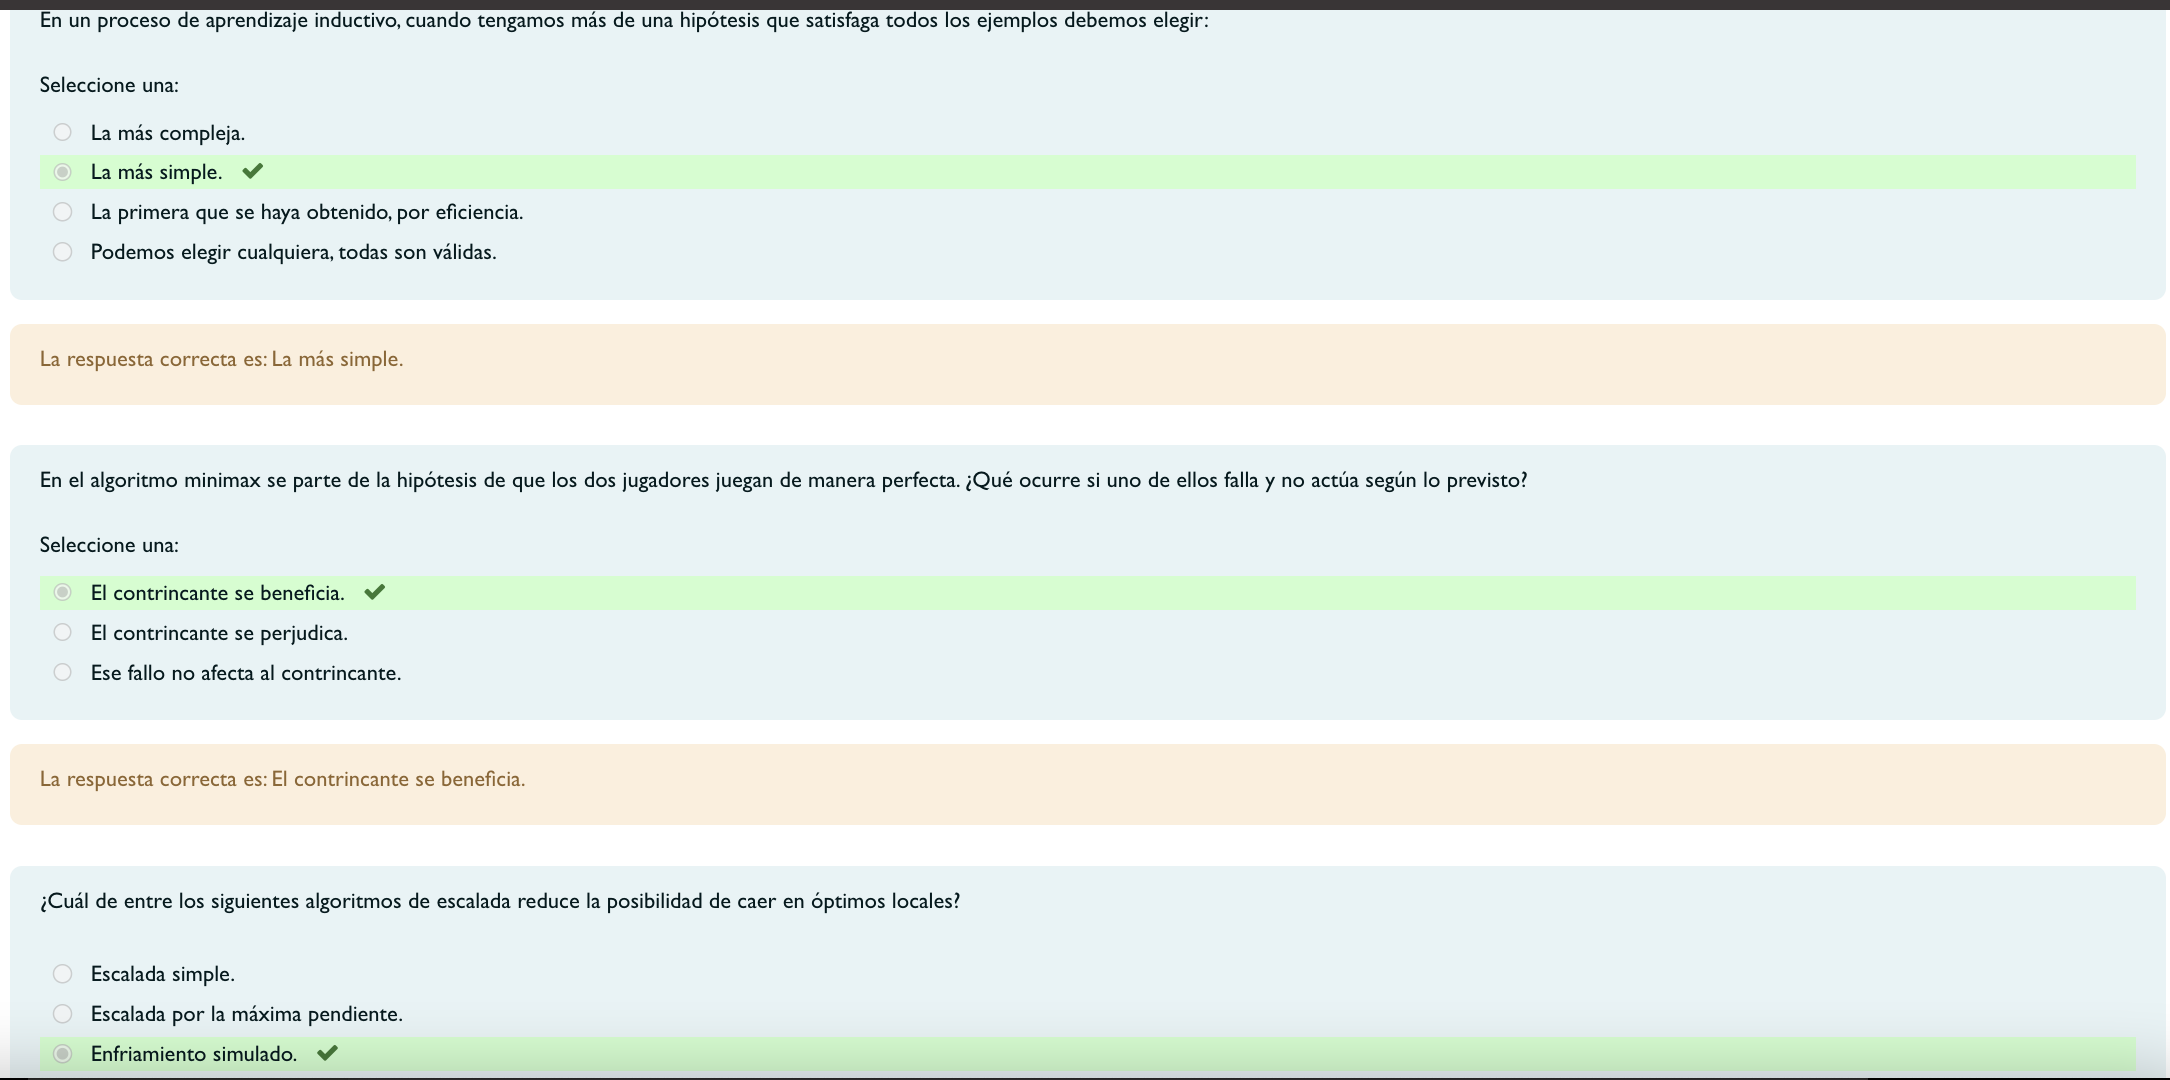 En un proceso de aprendizaje inductivo, cuando tengamos más de una hipótesis que satisfaga todos los ejemplos debemos elegir:
Seleccione una:
La más compleja.
La más simple.
La primera que se haya obtenido, por eficiencia.
Podemos elegir cualquiera, todas son válidas.
La respuesta correcta es: La más simple.
En el algoritmo minimax se parte de la hipótesis de que los dos jugadores juegan de manera perfecta. ¿Qué ocurre si uno de ellos falla y no actúa según lo previsto?
Seleccione una:
El contrincante se beneficia.
El contrincante se perjudica.
Ese fallo no afecta al contrincante.
La respuesta correcta es: El contrincante se beneficia.
¿Cuál de entre los siguientes algoritmos de escalada reduce la posibilidad de caer en óptimos locales?
Escalada simple.
Escalada por la máxima pendiente.
Enfriamiento simulado.